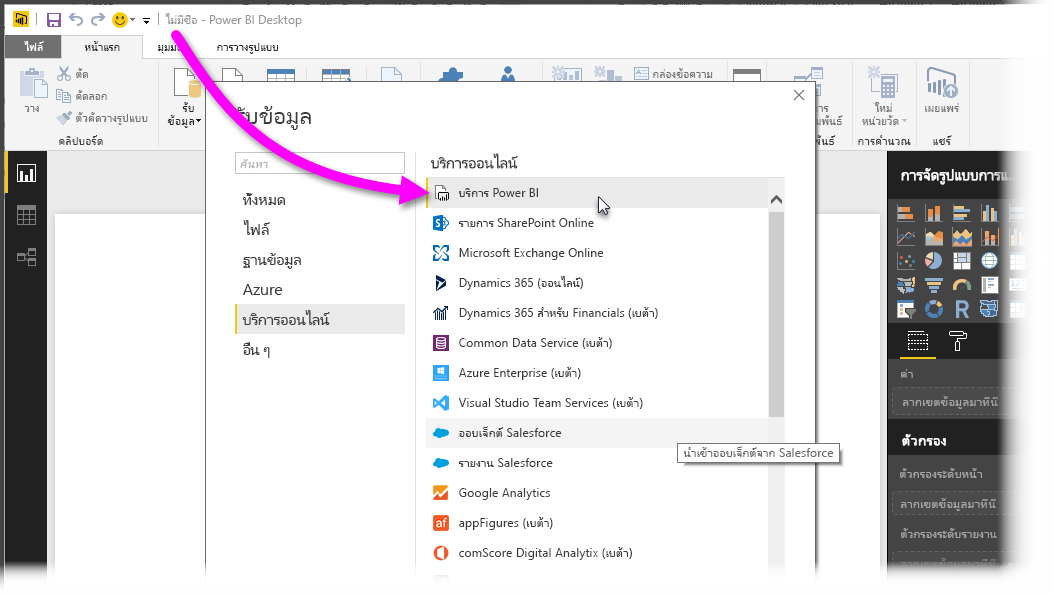 ไม่มีชื่อ - Power BI Desktop
ไฟล์
หน้าแรก
การวางรูปแบบ
วาง
ตัด
คัดลอก
ตัวคัดวางรูปแบบ
คลิปบอร์ด
รับ
ข้อมูล
กล่องข้อความ
ใหม่
หน่วยวัด
การคำนวณ
เผยแพร่
แชร์
รับข้อมูล
ค้นหา
ทั้งหมด
ไฟล์
ฐานข้อมูล
Azure
บริการออนไลน์
อื่น ๆ
บริการออนไลน์
บริการ Power BI
รายการ SharePoint Online
Microsoft Exchange Online
Dynamics 365 (ออนไลน์)
Dynamics 365 สำหรับ Financials (เบต้า)
Common Data Service (เบต้า)
Azure Enterprise (เบต้า)
Visual Studio Team Services (เบต้า)
ออบเจ็กต์ Salesforce
นำเข้าออบเจ็กต์จาก Salesforce
รายงาน Salesforce
Google Analytics
appFigures (เบต้า)
comScore Digital Analytix (เบต้า)
การจัดรูปแบบการแ...
ค่า
ลากเขตข้อมูลมาที่นี่
ตัวกรอง
ตัวกรองระดับหน้า
ลากเขตข้อมูลมาที่นี่
ตัวกรองระดับรายงาน